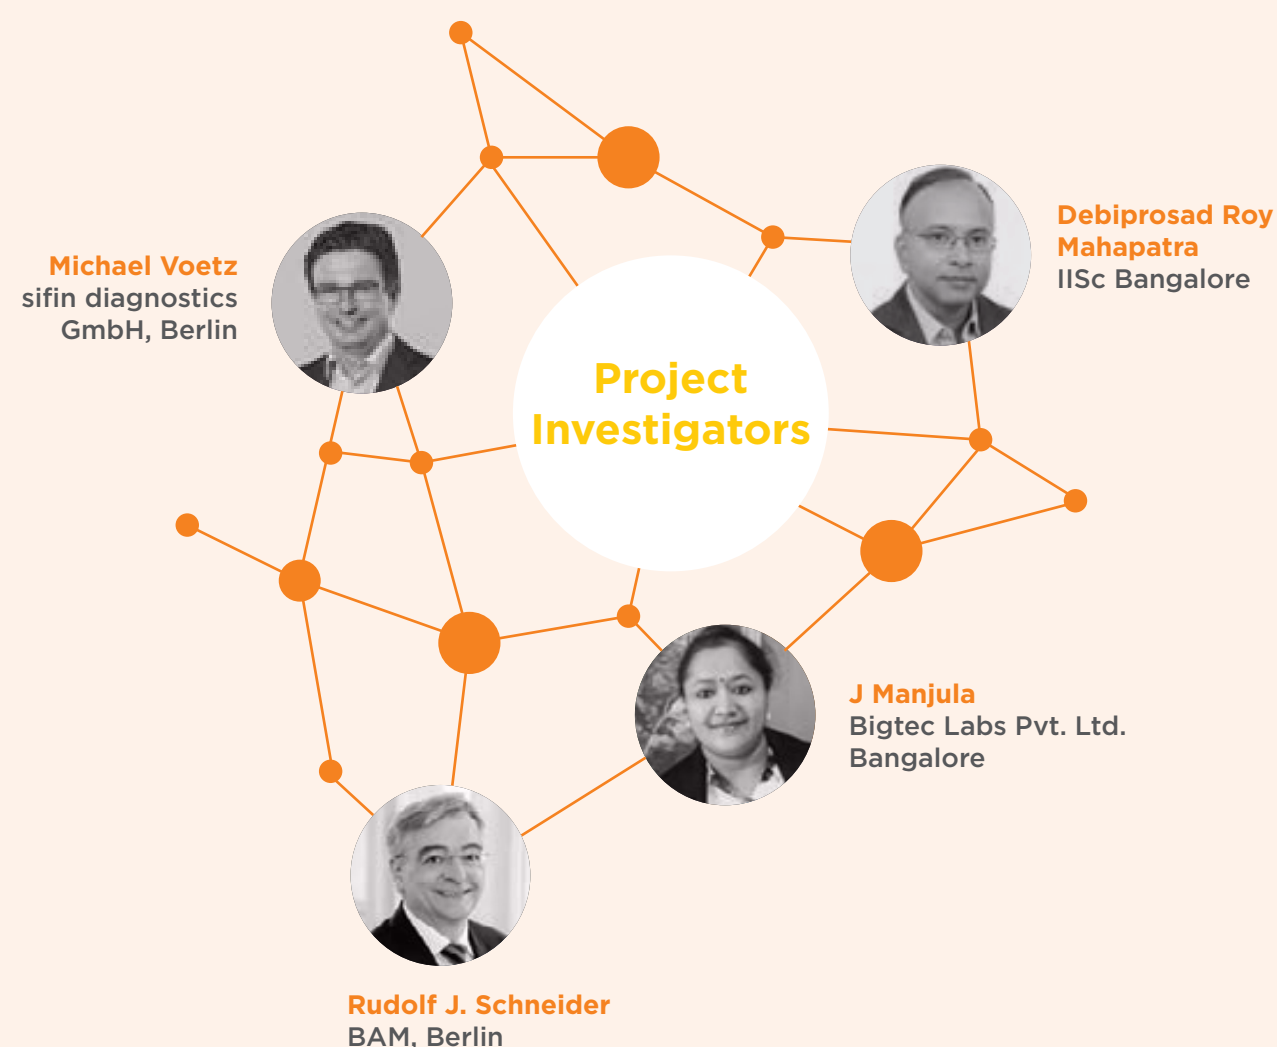 Debiprosad Roy
Mahapatra
IISc Bangalore
Michael Voetz
sifin diagnostics
GmbH, Berlin
Project
Investigators
J Manjula
Bigtec Labs Pvt. Ltd.
Bangalore
Rudolf J. Schneider
BAM, Berlin